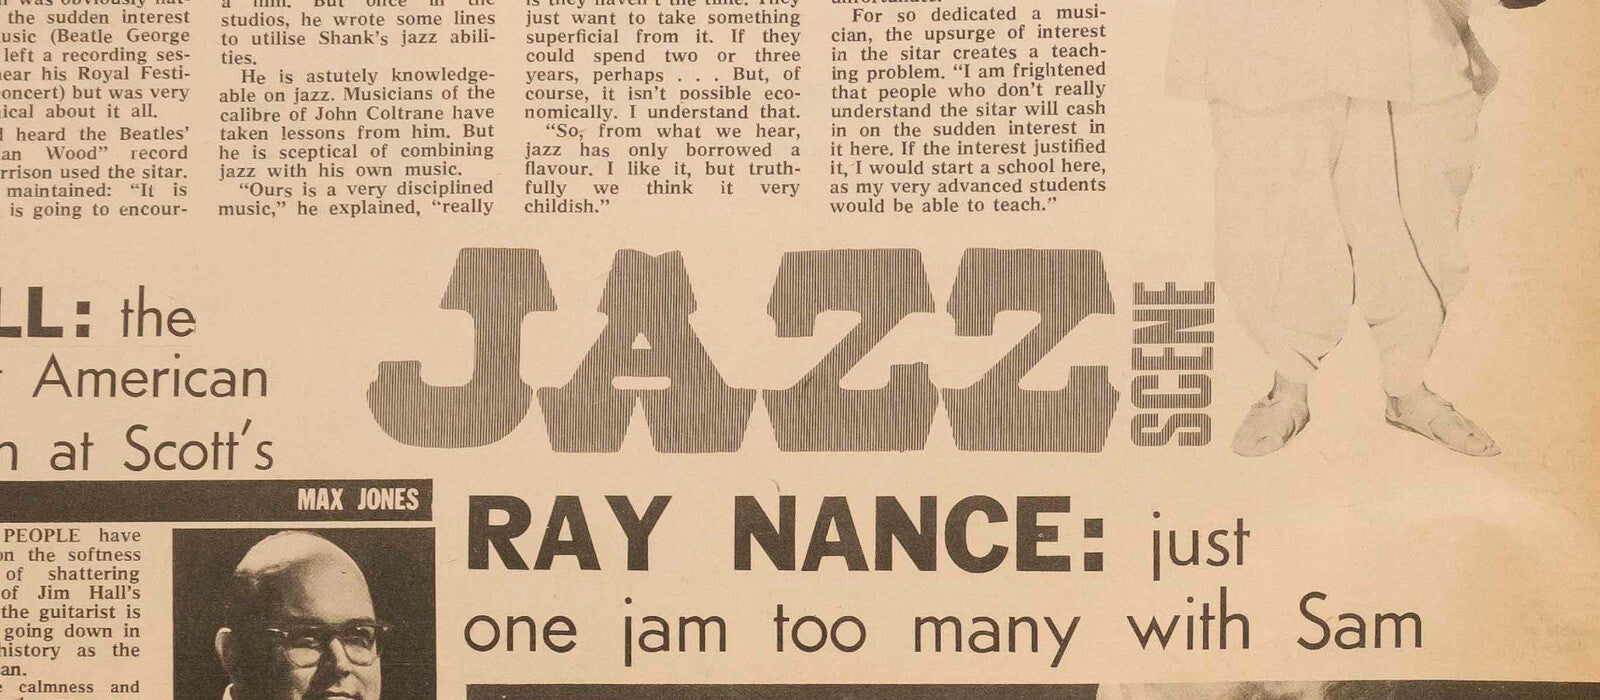 the sudden interest
(Beatle George
left a recording ses-
his Royal Festi-
but was very
about it all.
heard the Beatles'
Wood" record
used the sitar.
maintained: "It is
is going to encour-
studios, he wrote some lines
to utilise Shank's jazz abili-
ties.
He is astutely knowledge-
able on jazz. Musicians of the
calibre of John Coltrane have
taken lessons from him. But
he is sceptical of combining
jazz with his own music.
"Ours is a very disciplined
music," he explained, "really
just want to take something
superficial from it. If they
could spend two or three
years, perhaps . . . But, of
course, it isn't possible eco-
nomically. I understand that.
"So, from what we hear,
jazz has only borrowed a
flavour. I like it, but truth-
fully we think it very
childish."
For so dedicated a musi-
cian, the upsurge of interest
in the sitar creates a teach-
ing problem. "I am frightened
that people who don't really
understand the sitar will cash
in on the sudden interest in
it here. If the interest justified
it, I would start a school here,
as my very advanced students
would be able to teach."
JAZZ
SCENE
LL: the
American
at Scott's
MAX JONES
PEOPLE have
on the softness
of shattering
of Jim Hall's
the guitarist is
going down in
history as the
calmness and
RAY NANCE: just
one jam too many with Sam